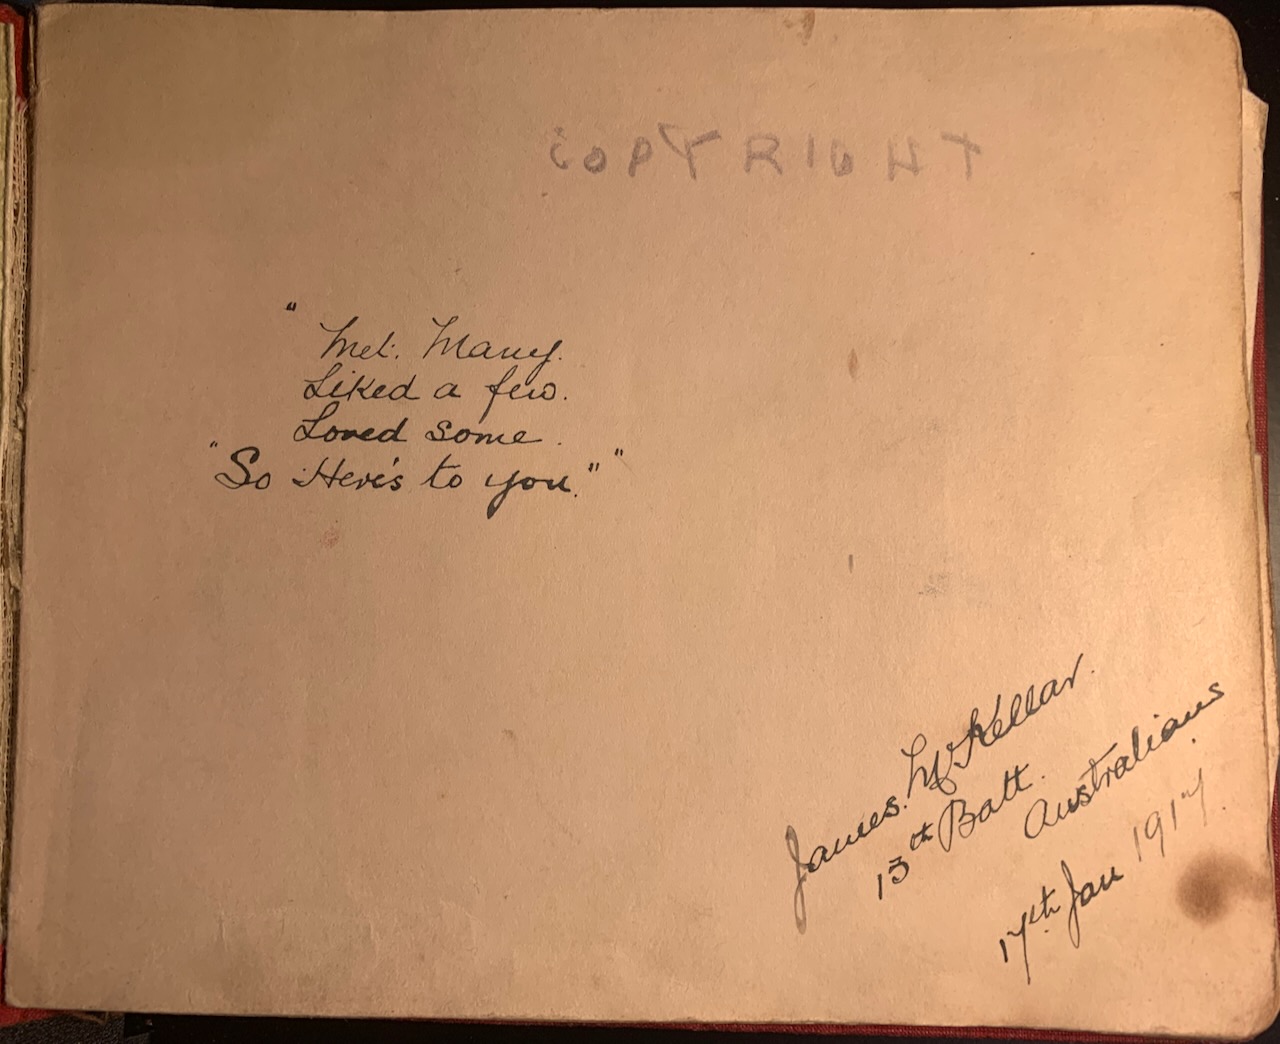 COPYRIGHT
" Met. Many.
Liked a few.
Loved some.
"So Here's to you." "
James. McKellar.
13th Batt.
Australians
17th Jan 1917.